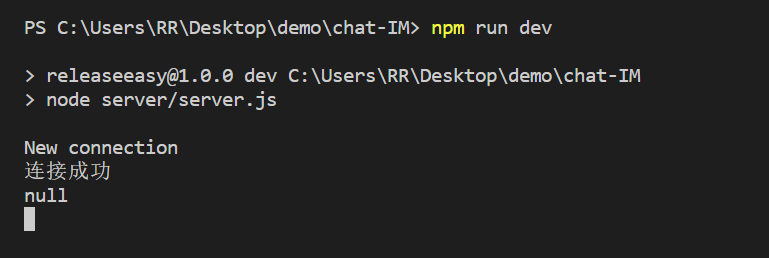 PS C:\Users\RR\Desktop\demo\chat-IM> npm run dev
> releaseeasy@1.0.0 dev C:\Users\RR\Desktop\demo\chat-IM
> node server/server.js
New connection
连接成功
null